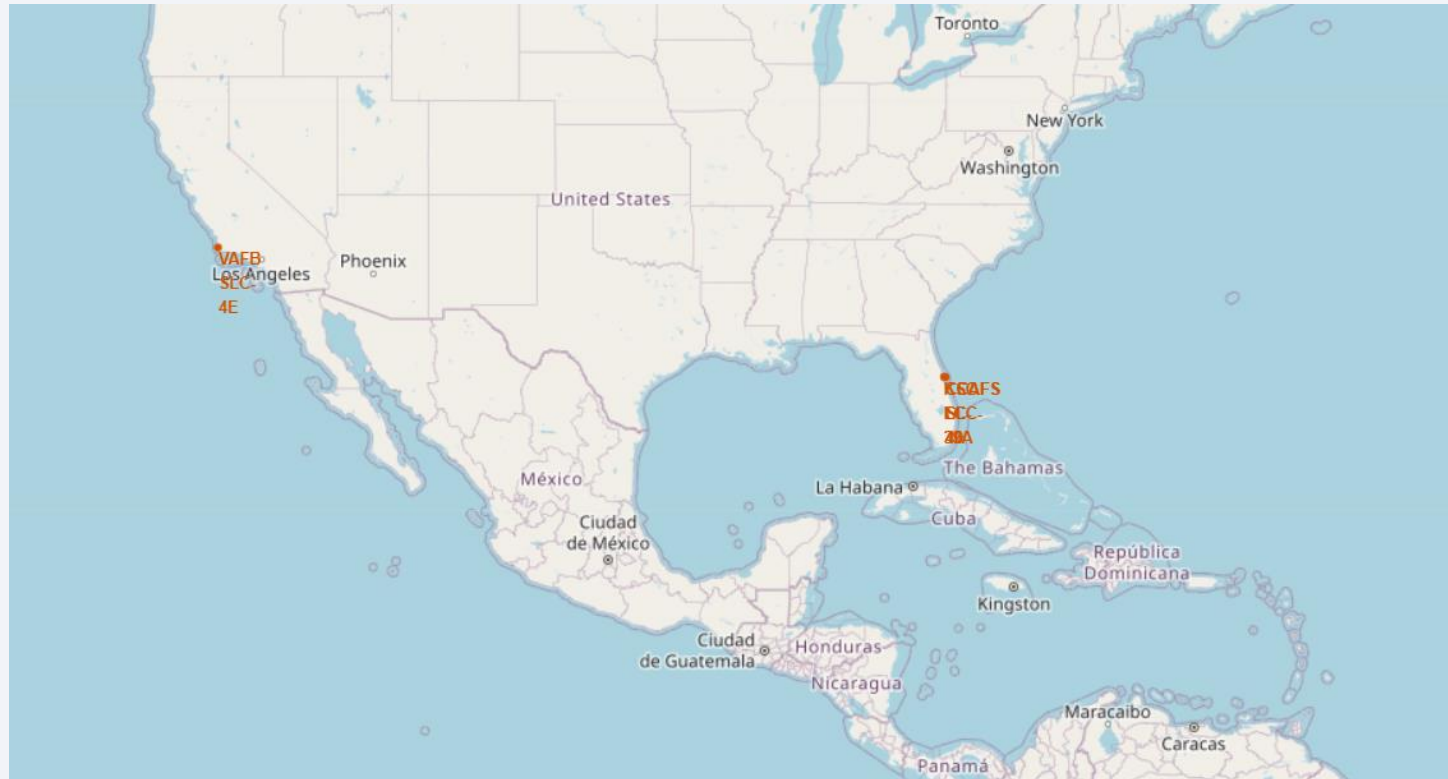 Toronto
New York
Washington
United States
VAFB
Los Angeles
SLC-
4E
Phoenix
The Bahamas
La Habana
Cuba
México
Ciudad
de México
República
Dominicana
Kingston
Ciudad
de Guatemala
Honduras
Nicaragua
Maracaibo
Caracas
Panamá